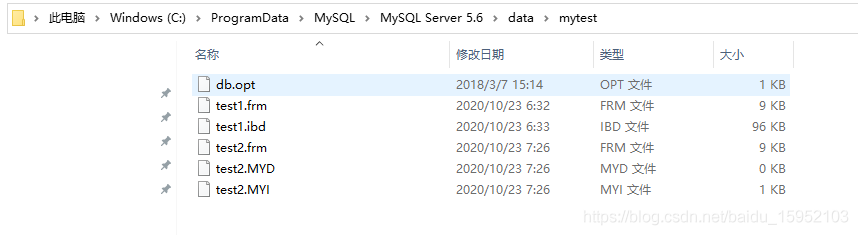 此电脑 > Windows (C:) > ProgramData > MySQL > MySQL Server 5.6 > data > mytest
名称 修改日期 类型 大小
db.opt 2018/3/7 15:14 OPT 文件 1 KB
test1.frm 2020/10/23 6:32 FRM 文件 9 KB
test1.ibd 2020/10/23 6:33 IBD 文件 96 KB
test2.frm 2020/10/23 7:26 FRM 文件 9 KB
test2.MYD 2020/10/23 7:26 MYD 文件 0 KB
test2.MYI 2020/10/23 7:26 MYI 文件 1 KB
https://blog.csdn.net/baidu_15952103